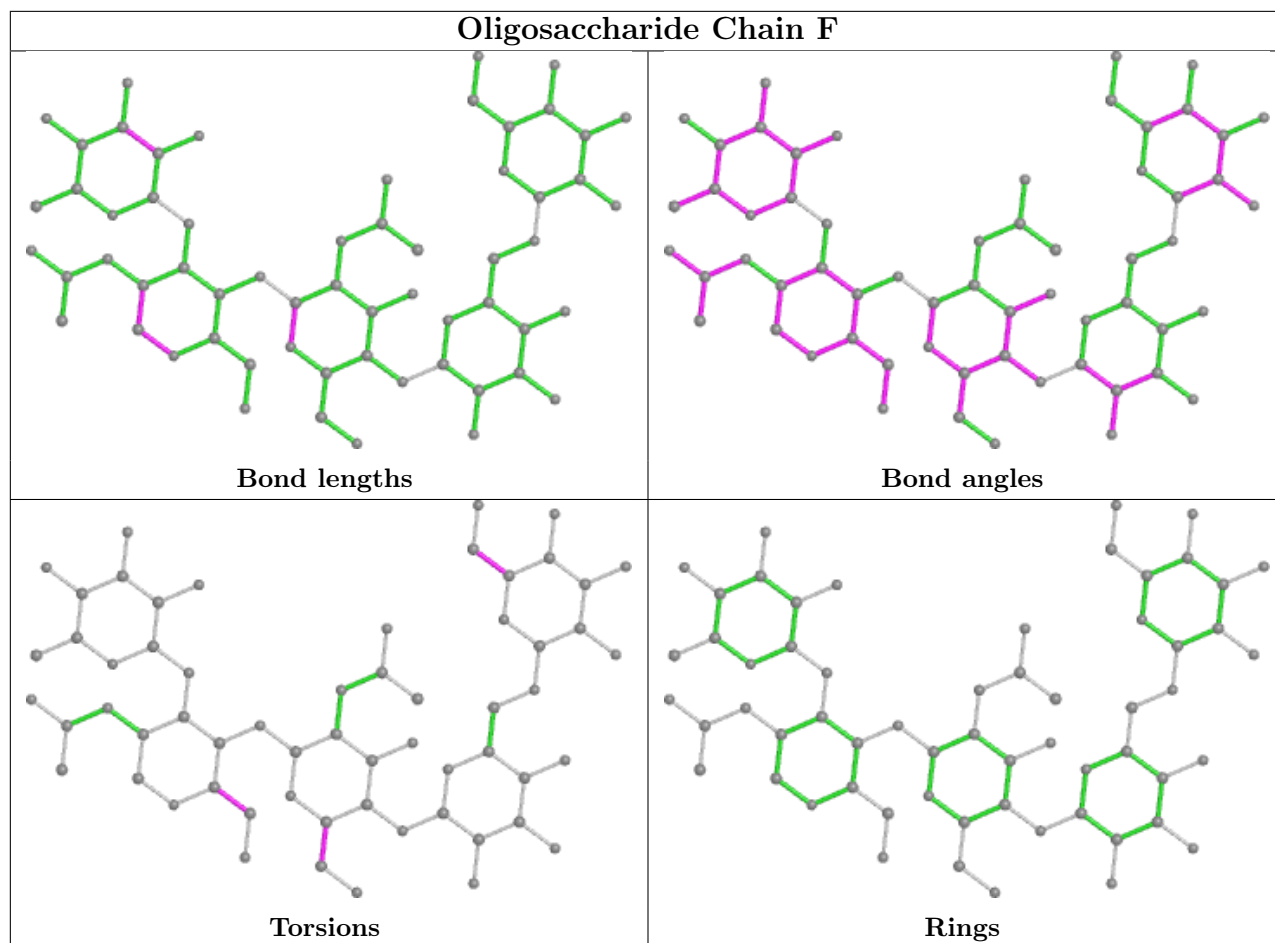 Oligosaccharide Chain F
Bond lengths
Bond angles
Torsions
Rings